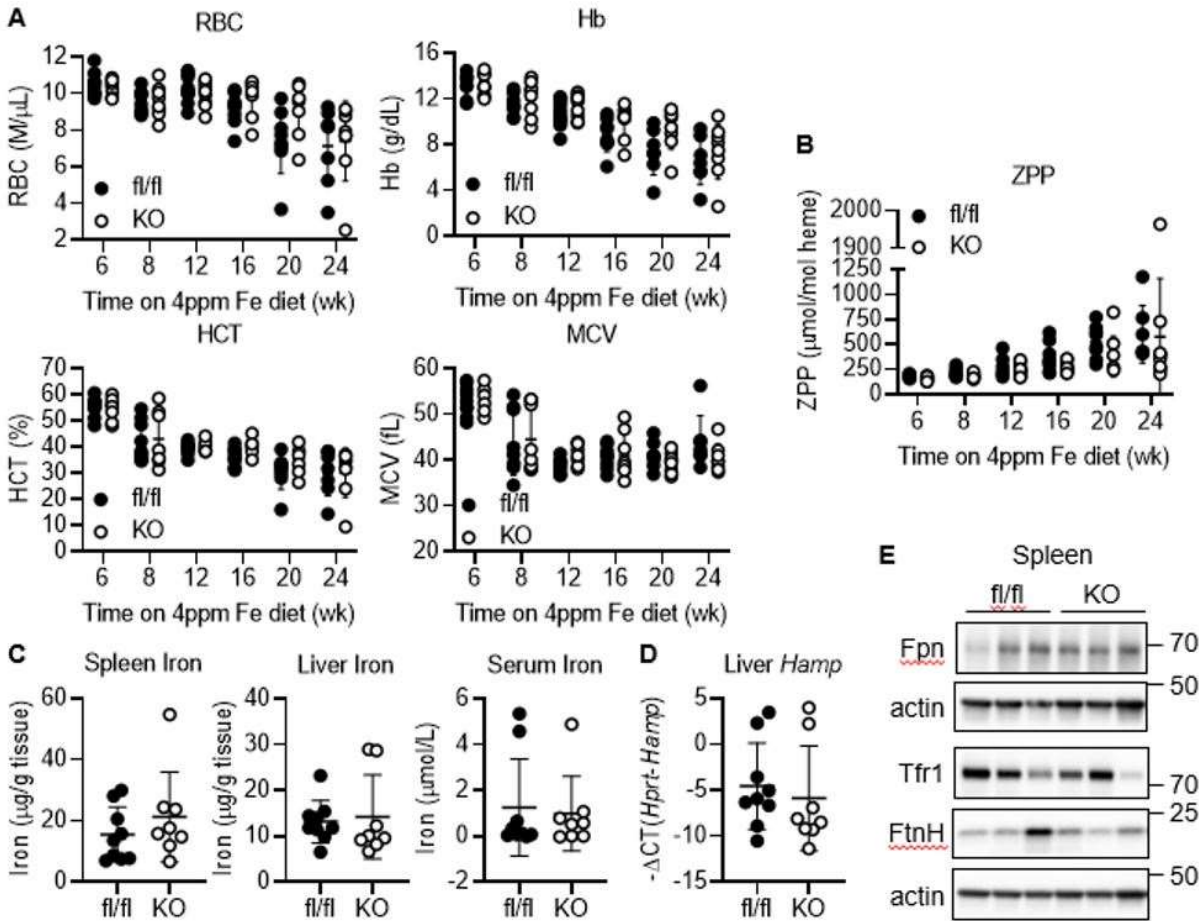 A
RBC
RBC (M/μL)
12
10
8
6
4
2
fl/fl
KO
6 8 12 16 20 24
Time on 4ppm Fe diet (wk)
Hb
Hb (g/dL)
16
12
8
4
0
fl/fl
KO
6 8 12 16 20 24
Time on 4ppm Fe diet (wk)
HCT
HCT (%)
70
60
50
40
30
20
10
0
fl/fl
KO
6 8 12 16 20 24
Time on 4ppm Fe diet (wk)
MCV
MCV (fL)
60
50
40
30
20
fl/fl
KO
6 8 12 16 20 24
Time on 4ppm Fe diet (wk)
B
ZPP
ZPP (μmol/mol heme)
2000
1900
1250
1000
750
500
250
0
fl/fl
KO
6 8 12 16 20 24
Time on 4ppm Fe diet (wk)
C
Spleen Iron
Iron (μg/g tissue)
60
40
20
0
fl/fl KO
Liver Iron
Iron (μg/g tissue)
40
30
20
10
0
fl/fl KO
Serum Iron
Iron (μmol/L)
6
4
2
0
-2
fl/fl KO
D
Liver Hamp
-ΔCT(Hprt-Hamp)
5
0
-5
-10
-15
fl/fl KO
E
Spleen
fl/fl KO
Fpn 70
actin 50
Tfr1 70
FtnH 25
actin 50